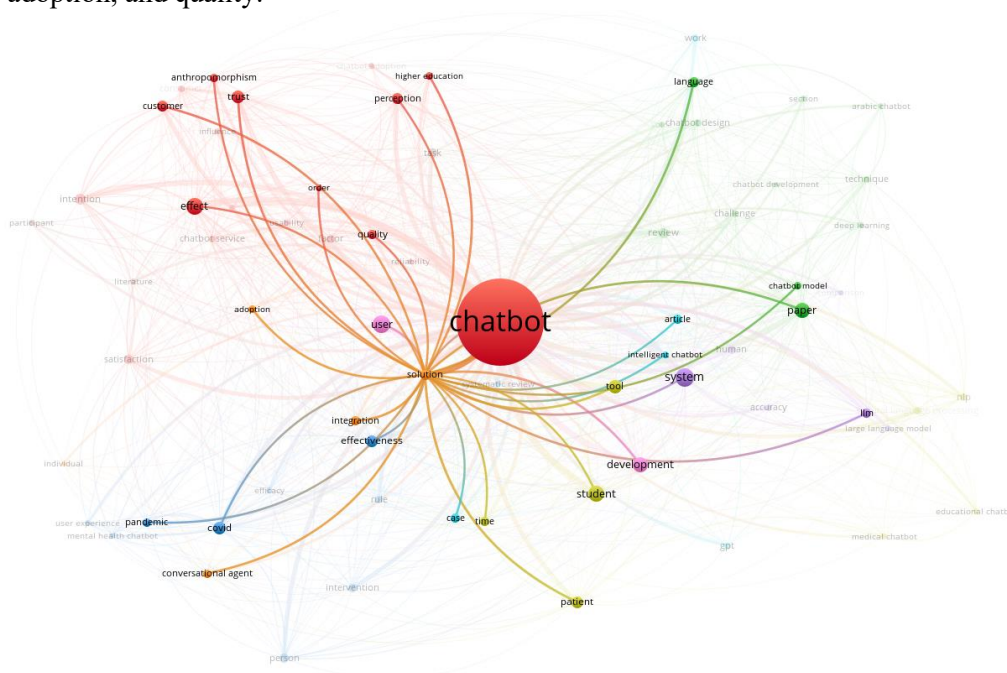 adoption, and quality.
work
anthropomorphism
higher education
language
trust
perception
customer
section
arabic chatbot
influence
chatbot design
task
technique
chatbot development
order
intention
effect
challenge
participant
deep learning
quality
review
chatbot service
factor
reliability
literature
chatbot model
adoption
paper
article
user
chatbot
human
intelligent chatbot
satisfaction
solution
system
systematic review
tool
nlp
accuracy
llm
integration
large language model
effectiveness
individual
development
efficacy
student
role
educational chatb
case
time
user experience
pandemic
covid
mental health chatbot
medical chatbot
gpt
conversational agent
intervention
patient
person